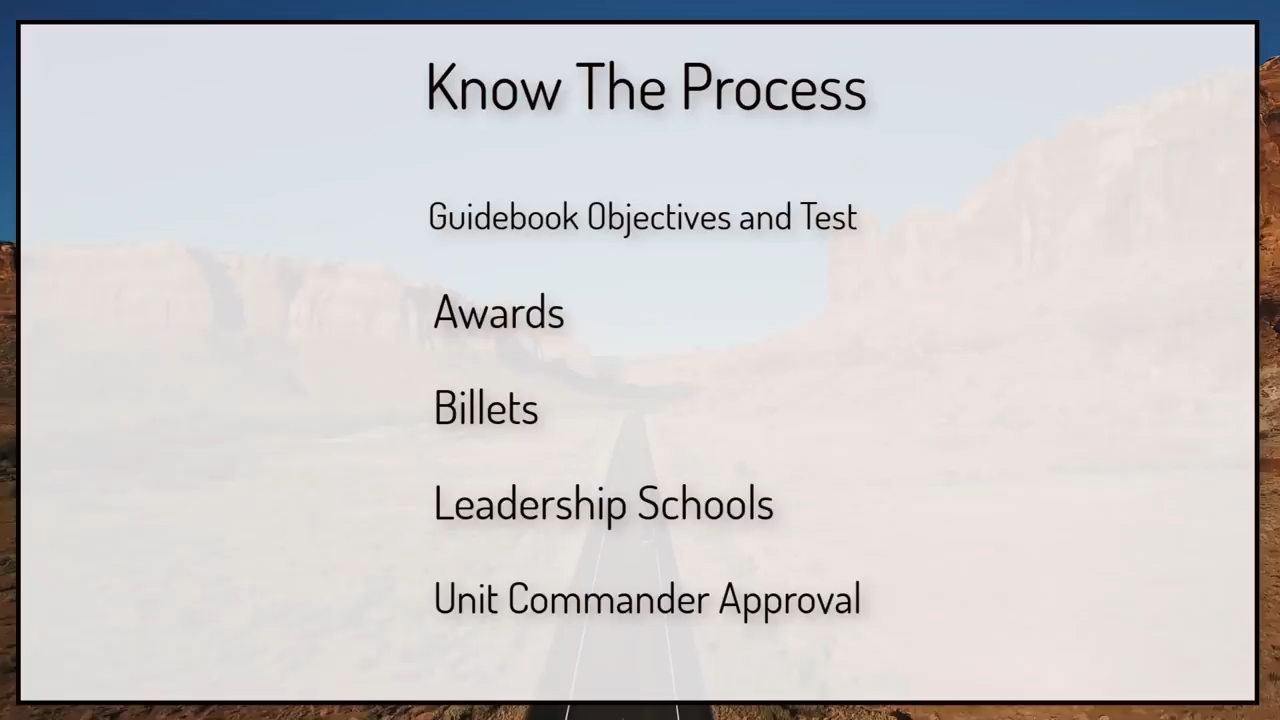 Know The Process
Guidebook Objectives and Test
Awards
Billets
Leadership Schools
Unit Commander Approval